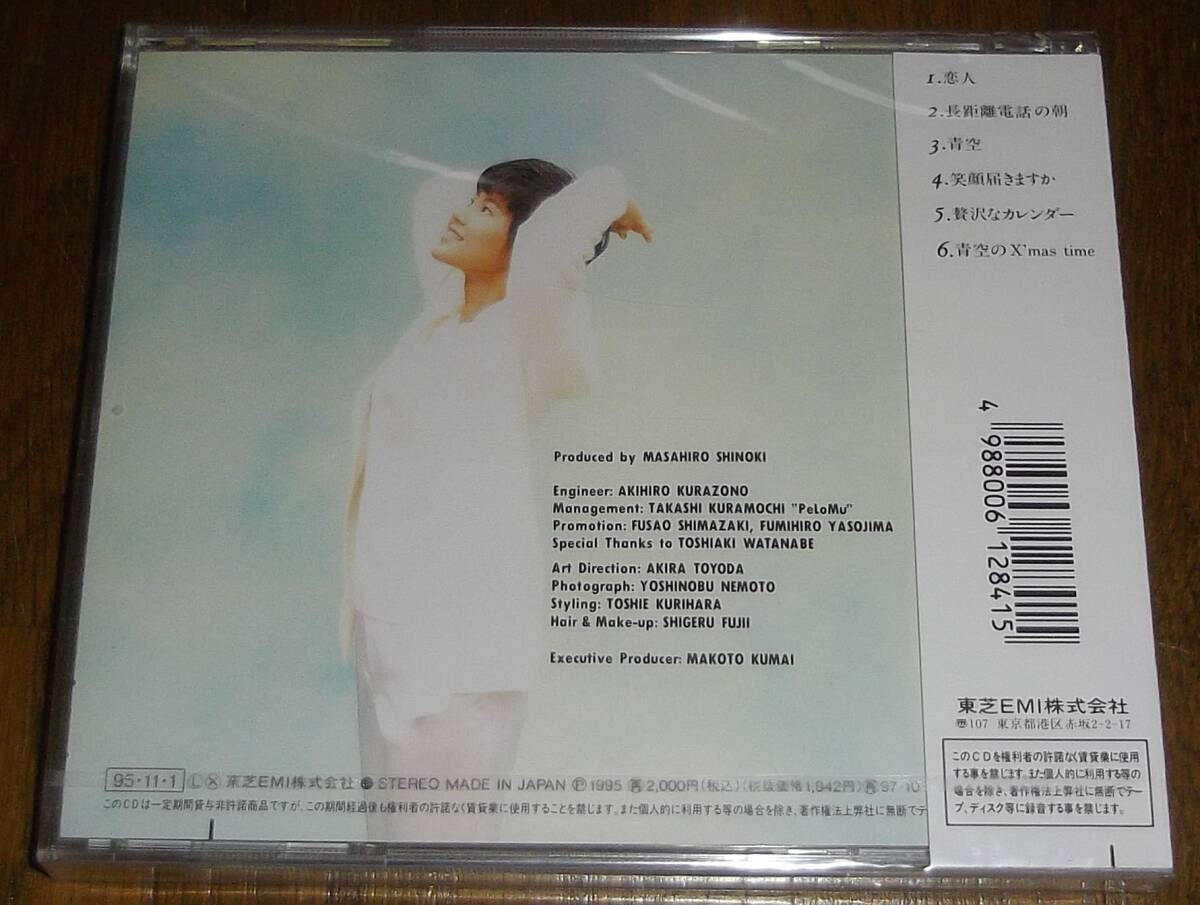 1.恋人
2.長距離電話の朝
3.青空
4.笑顔届きますか
5.贅沢なカレンダー
6.青空のX'mas time
Produced by MASAHIRO SHINOKI
Engineer: AKIHIRO KURAZONO
Management: TAKASHI KURAMOCHI "PeLoMu"
Promotion: FUSAO SHIMAZAKI, FUMIHIRO YASOJIMA
Special Thanks to TOSHIAKI WATANABE
Art Direction: AKIRA TOYODA
Photograph: YOSHINOBU NEMOTO
Styling: TOSHIE KURIHARA
Hair & Make-up: SHIGERU FUJII
Executive Producer: MAKOTO KUMAI
4 988006 128415
東芝EMI株式会社
〠107 東京都港区赤坂2-2-17
このCDを権利者の許諾なく賃貸業に使用
する事を禁じます。また個人的に利用する等の
場合を除き、著作権法上弊社に無断でテー
プ、ディスク等に録音する事を禁じます。
95・11・1 Ⓛ Ⓧ 東芝EMI株式会社 STEREO MADE IN JAPAN Ⓟ1995 2,000円(税込)(税抜価格1,942円) 97・10
このCDは一定期間貸与非許諾商品ですが、この期間経過後も権利者の許諾なく賃貸業に使用することを禁じます。また個人的に利用する等の場合を除き、著作権法上弊社に無断でテ